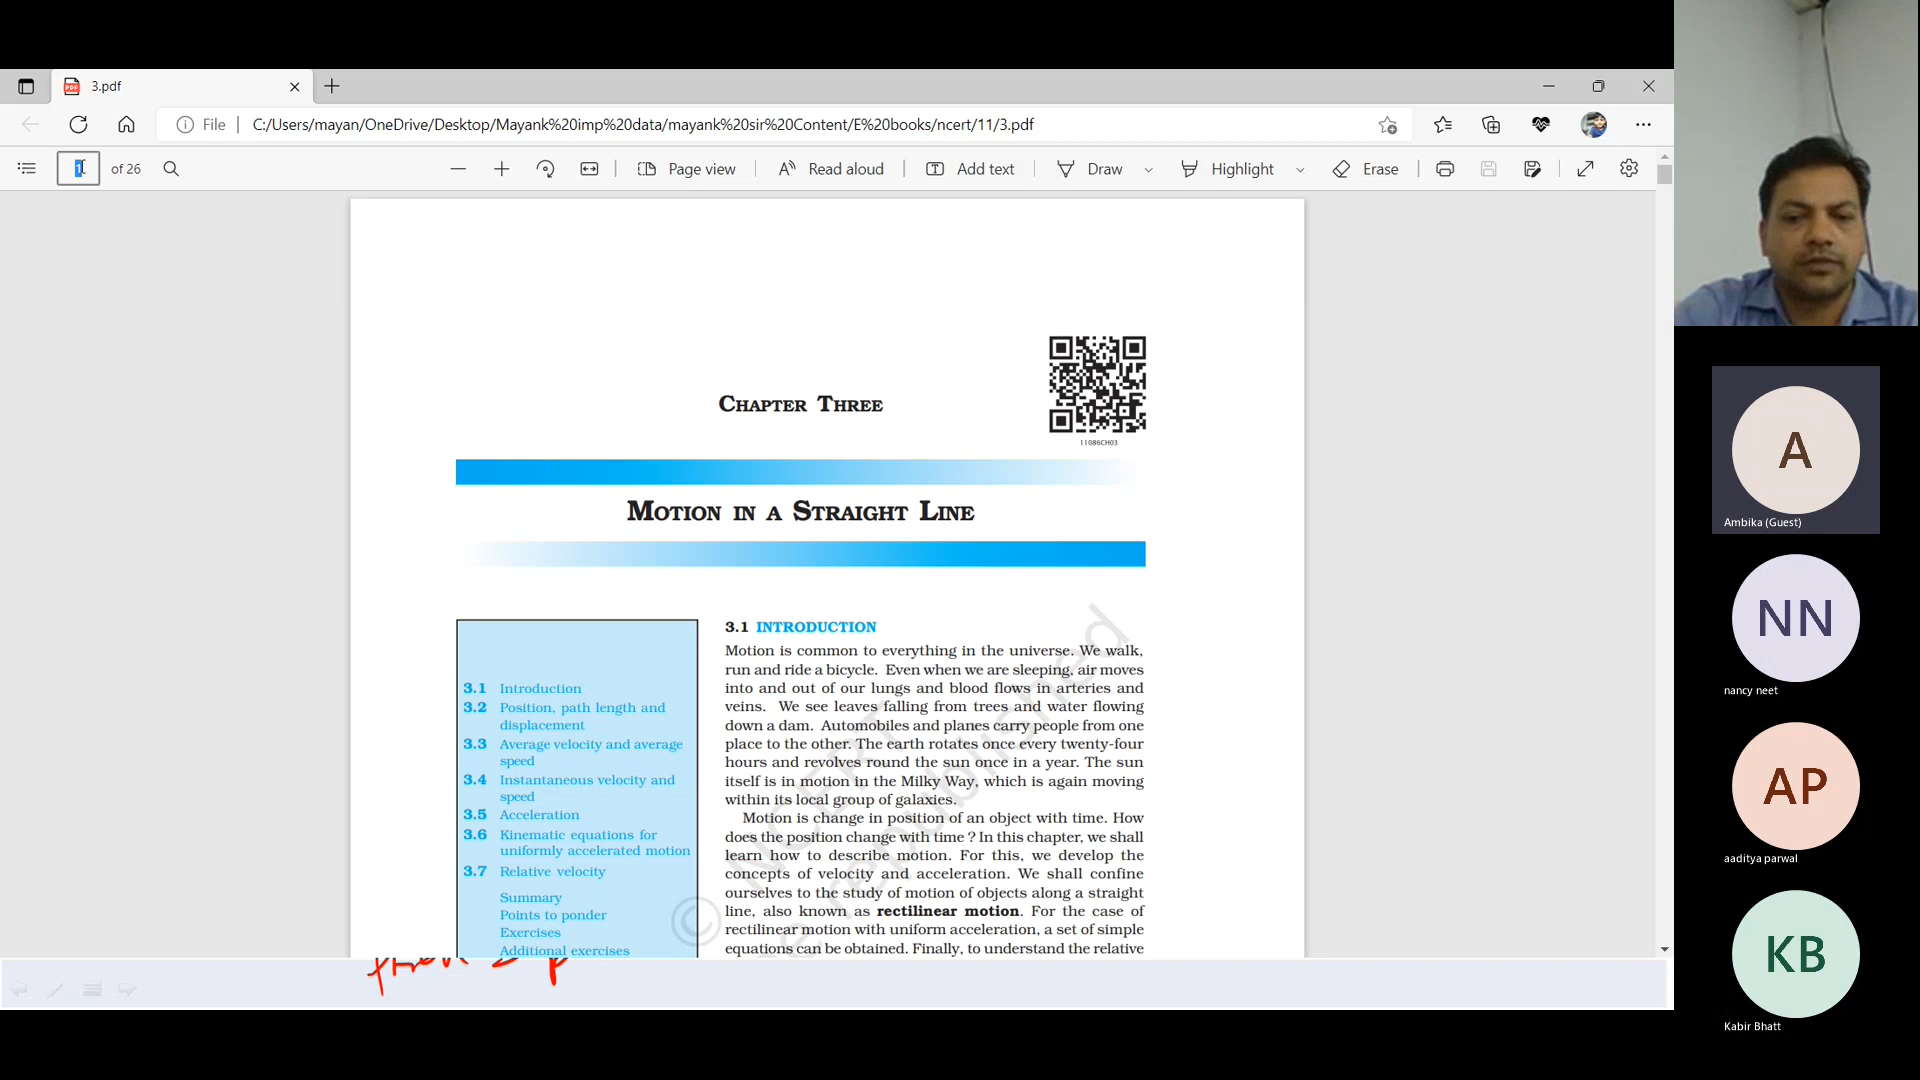 3.pdf
File
C:/Users/mayan/OneDrive/Desktop/Mayank%20imp%20data/mayank%20sir%20Content/E%20books/ncert/11/3.pdf
1 of 26
Page view
Read aloud
Add text
Draw
Highlight
Erase
CHAPTER THREE
11086CH03
MOTION IN A STRAIGHT LINE
3.1 Introduction
3.2 Position, path length and
displacement
3.3 Average velocity and average
speed
3.4 Instantaneous velocity and
speed
3.5 Acceleration
3.6 Kinematic equations for
uniformly accelerated motion
3.7 Relative velocity
Summary
Points to ponder
Exercises
Additional exercises
3.1 INTRODUCTION
Motion is common to everything in the universe. We walk,
run and ride a bicycle. Even when we are sleeping, air moves
into and out of our lungs and blood flows in arteries and
veins. We see leaves falling from trees and water flowing
down a dam. Automobiles and planes carry people from one
place to the other. The earth rotates once every twenty-four
hours and revolves round the sun once in a year. The sun
itself is in motion in the Milky Way, which is again moving
within its local group of galaxies.
Motion is change in position of an object with time. How
does the position change with time ? In this chapter, we shall
learn how to describe motion. For this, we develop the
concepts of velocity and acceleration. We shall confine
ourselves to the study of motion of objects along a straight
line, also known as rectilinear motion. For the case of
rectilinear motion with uniform acceleration, a set of simple
equations can be obtained. Finally, to understand the relative
© NCERT
republished
A
Ambika (Guest)
NN
nancy neet
AP
aaditya parwal
KB
Kabir Bhatt